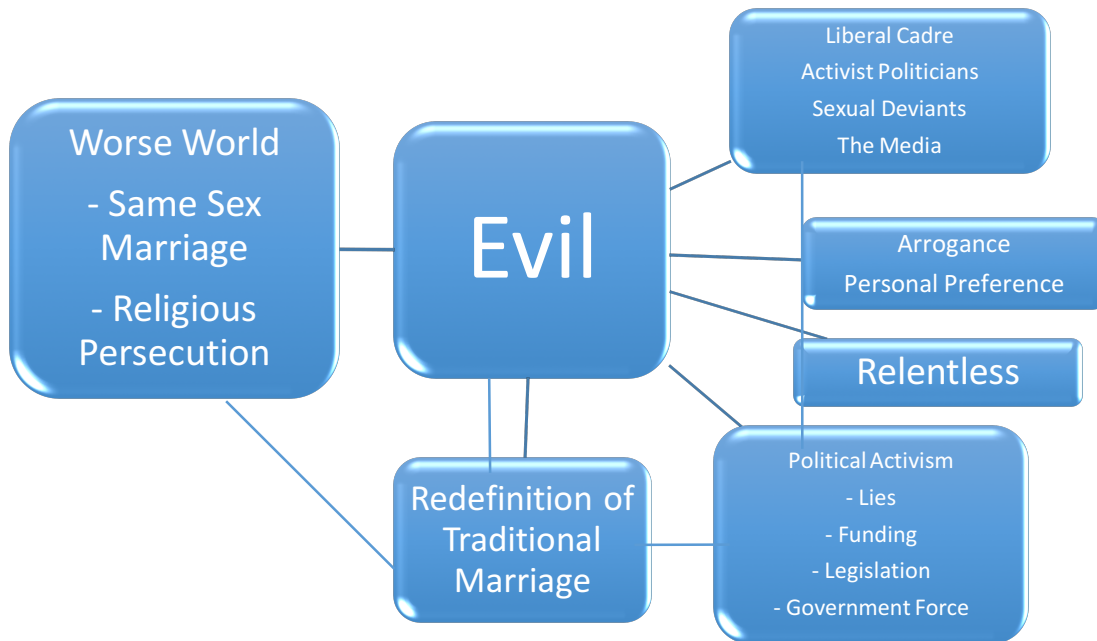 Worse World
- Same Sex
Marriage
- Religious
Persecution
Evil
Redefinition of
Traditional
Marriage
Liberal Cadre
Activist Politicians
Sexual Deviants
The Media
Arrogance
Personal Preference
Relentless
Political Activism
- Lies
- Funding
- Legislation
- Government Force